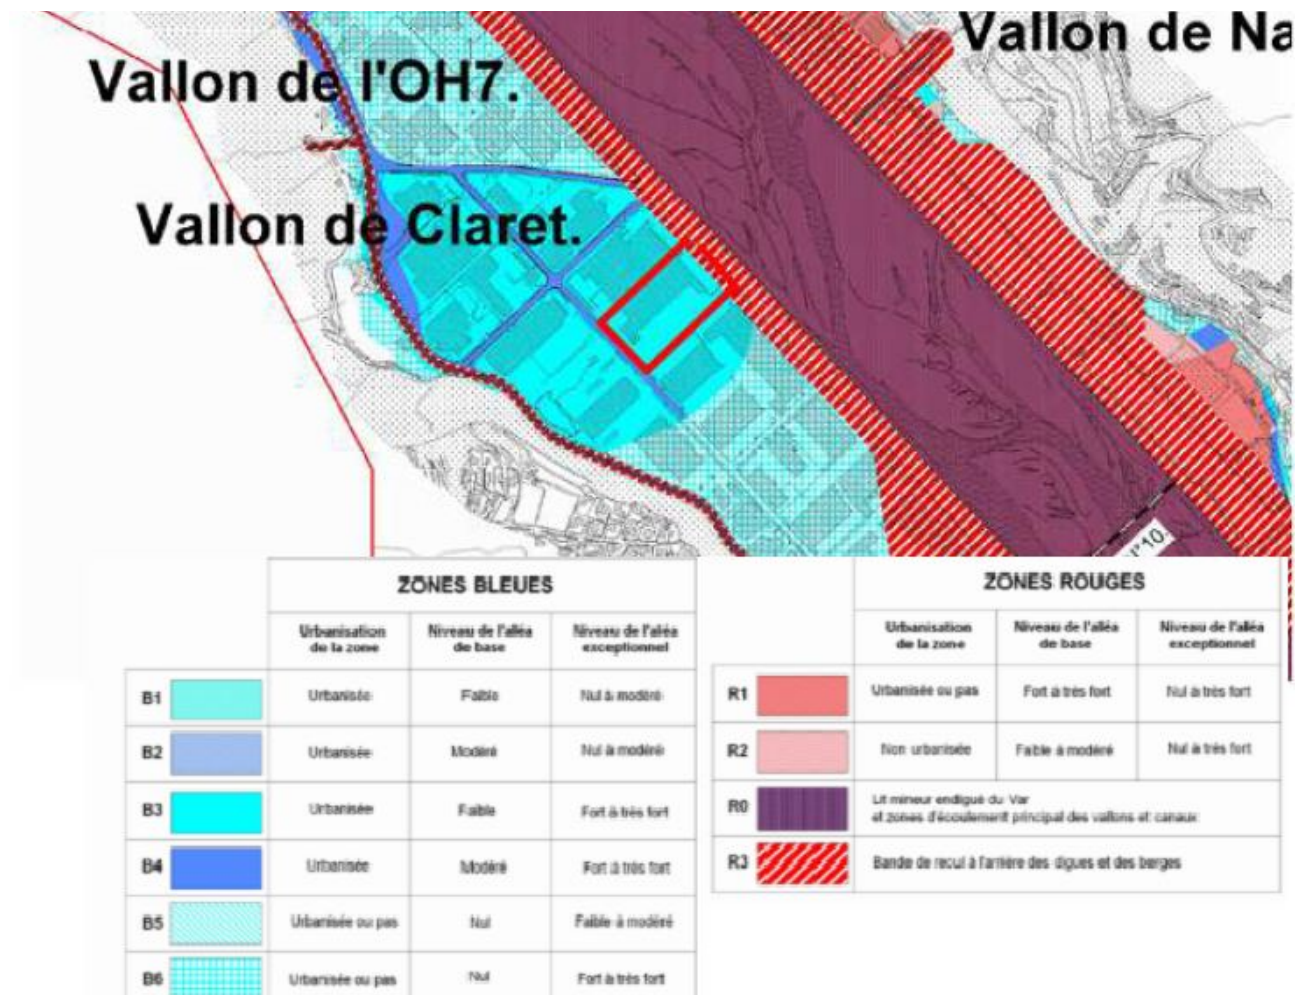 Vallon de Na
Vallon de l'OH7.
Vallon de Claret.
ZONES BLEUES
Urbanisation de la zone
Niveau de l'aléa de base
Niveau de l'aléa exceptionnel
B1 Urbanisée Faible Nul à modéré
B2 Urbanisée Modéré Nul à modéré
B3 Urbanisée Faible Fort à très fort
B4 Urbanisée Modéré Fort à très fort
B5 Urbanisée ou pas Nul Faible à modéré
B6 Urbanisée ou pas Nul Fort à très fort
ZONES ROUGES
Urbanisation de la zone
Niveau de l'aléa de base
Niveau de l'aléa exceptionnel
R1 Urbanisée ou pas Fort à très fort Nul à très fort
R2 Non urbanisée Faible à modéré Nul à très fort
R0 Lit mineur endigué du Var
et zones d'écoulement principal des vallons et canaux
R3 Bande de recul à l'arrière des digues et des berges